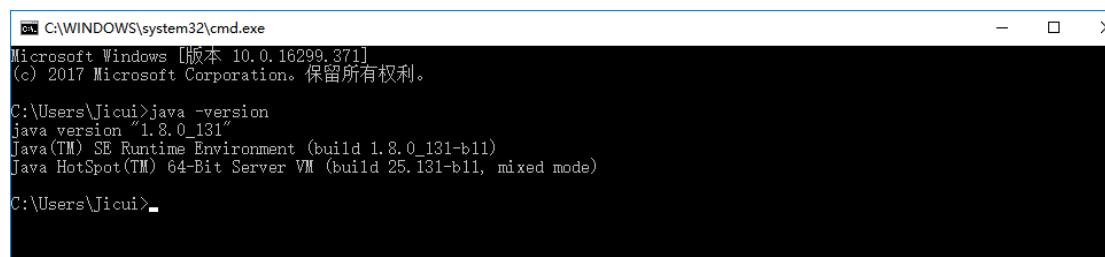 C:\WINDOWS\system32\cmd.exe
Microsoft Windows [版本 10.0.16299.371]
(c) 2017 Microsoft Corporation。保留所有权利。
C:\Users\Jicui>java -version
java version "1.8.0_131"
Java(TM) SE Runtime Environment (build 1.8.0_131-b11)
Java HotSpot(TM) 64-Bit Server VM (build 25.131-b11, mixed mode)
C:\Users\Jicui>